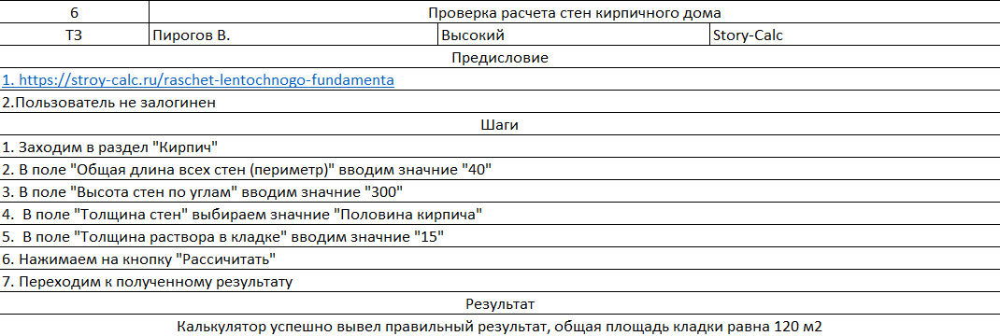 6 Проверка расчета стен кирпичного дома
ТЗ Пирогов В. Высокий Story-Calc
Предисловие
1. https://stroy-calc.ru/raschet-lentochnogo-fundamenta
2.Пользователь не залогинен
Шаги
1. Заходим в раздел "Кирпич"
2. В поле "Общая длина всех стен (периметр)" вводим значние "40"
3. В поле "Высота стен по углам" вводим значние "300"
4. В поле "Толщина стен" выбираем значние "Половина кирпича"
5. В поле "Толщина раствора в кладке" вводим значние "15"
6. Нажимаем на кнопку "Рассичитать"
7. Переходим к полученному результату
Результат
Калькулятор успешно вывел правильный результат, общая площадь кладки равна 120 м2